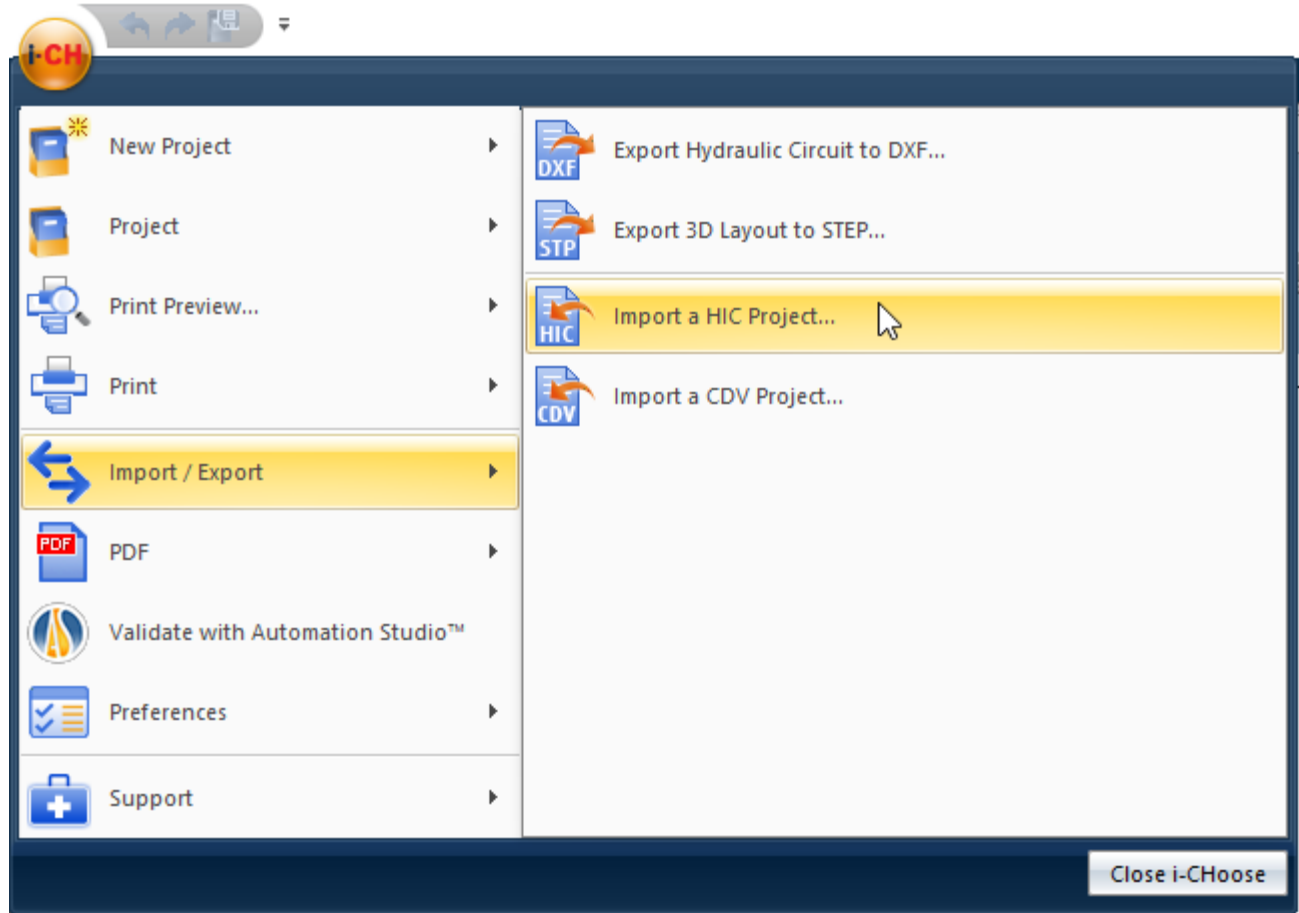 i-CH
New Project
Project
Print Preview...
Print
Import / Export
PDF
PDF
Validate with Automation Studio™
Preferences
Support
DXF
Export Hydraulic Circuit to DXF...
STP
Export 3D Layout to STEP...
HIC
Import a HIC Project...
CDV
Import a CDV Project...
Close i-CHoose